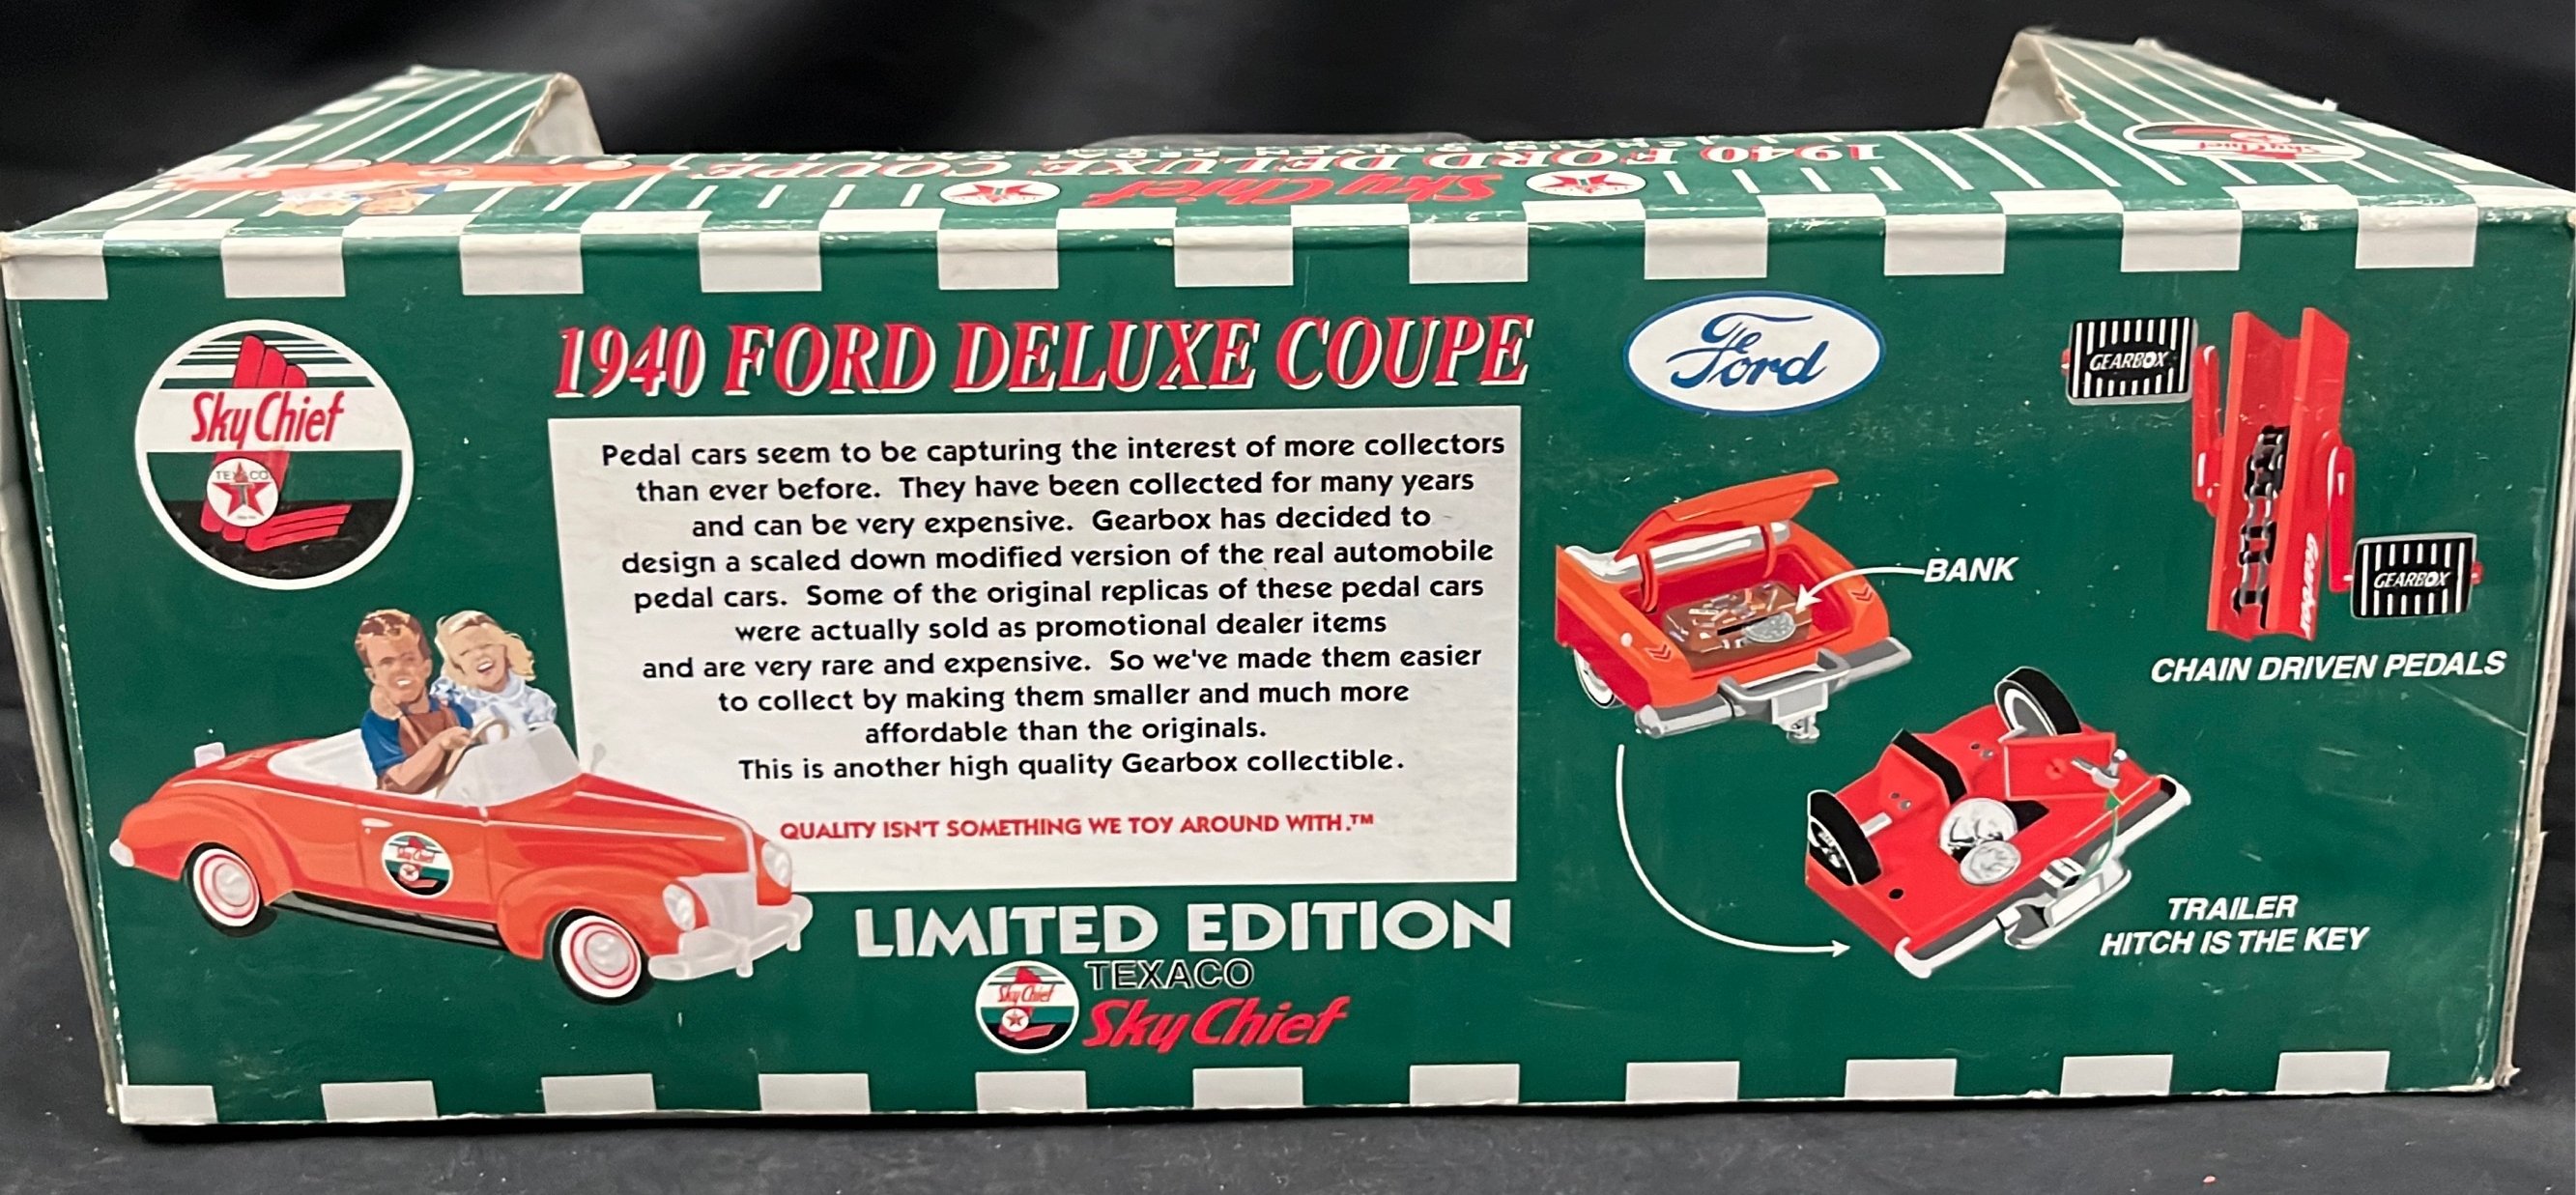 1940 FORD DELUXE COUPE
Sky Chief
Sky Chief
TEXACO
T
1940 FORD DELUXE COUPE
Ford
GEARBOX
GEARBOX
Gearbox
CHAIN DRIVEN PEDALS
Pedal cars seem to be capturing the interest of more collectors
than ever before. They have been collected for many years
and can be very expensive. Gearbox has decided to
design a scaled down modified version of the real automobile
pedal cars. Some of the original replicas of these pedal cars
were actually sold as promotional dealer items
and are very rare and expensive. So we've made them easier
to collect by making them smaller and much more
affordable than the originals.
This is another high quality Gearbox collectible.
QUALITY ISN'T SOMETHING WE TOY AROUND WITH.™
BANK
TRAILER
HITCH IS THE KEY
Sky Chief
LIMITED EDITION
TEXACO
Sky Chief
Sky Chief